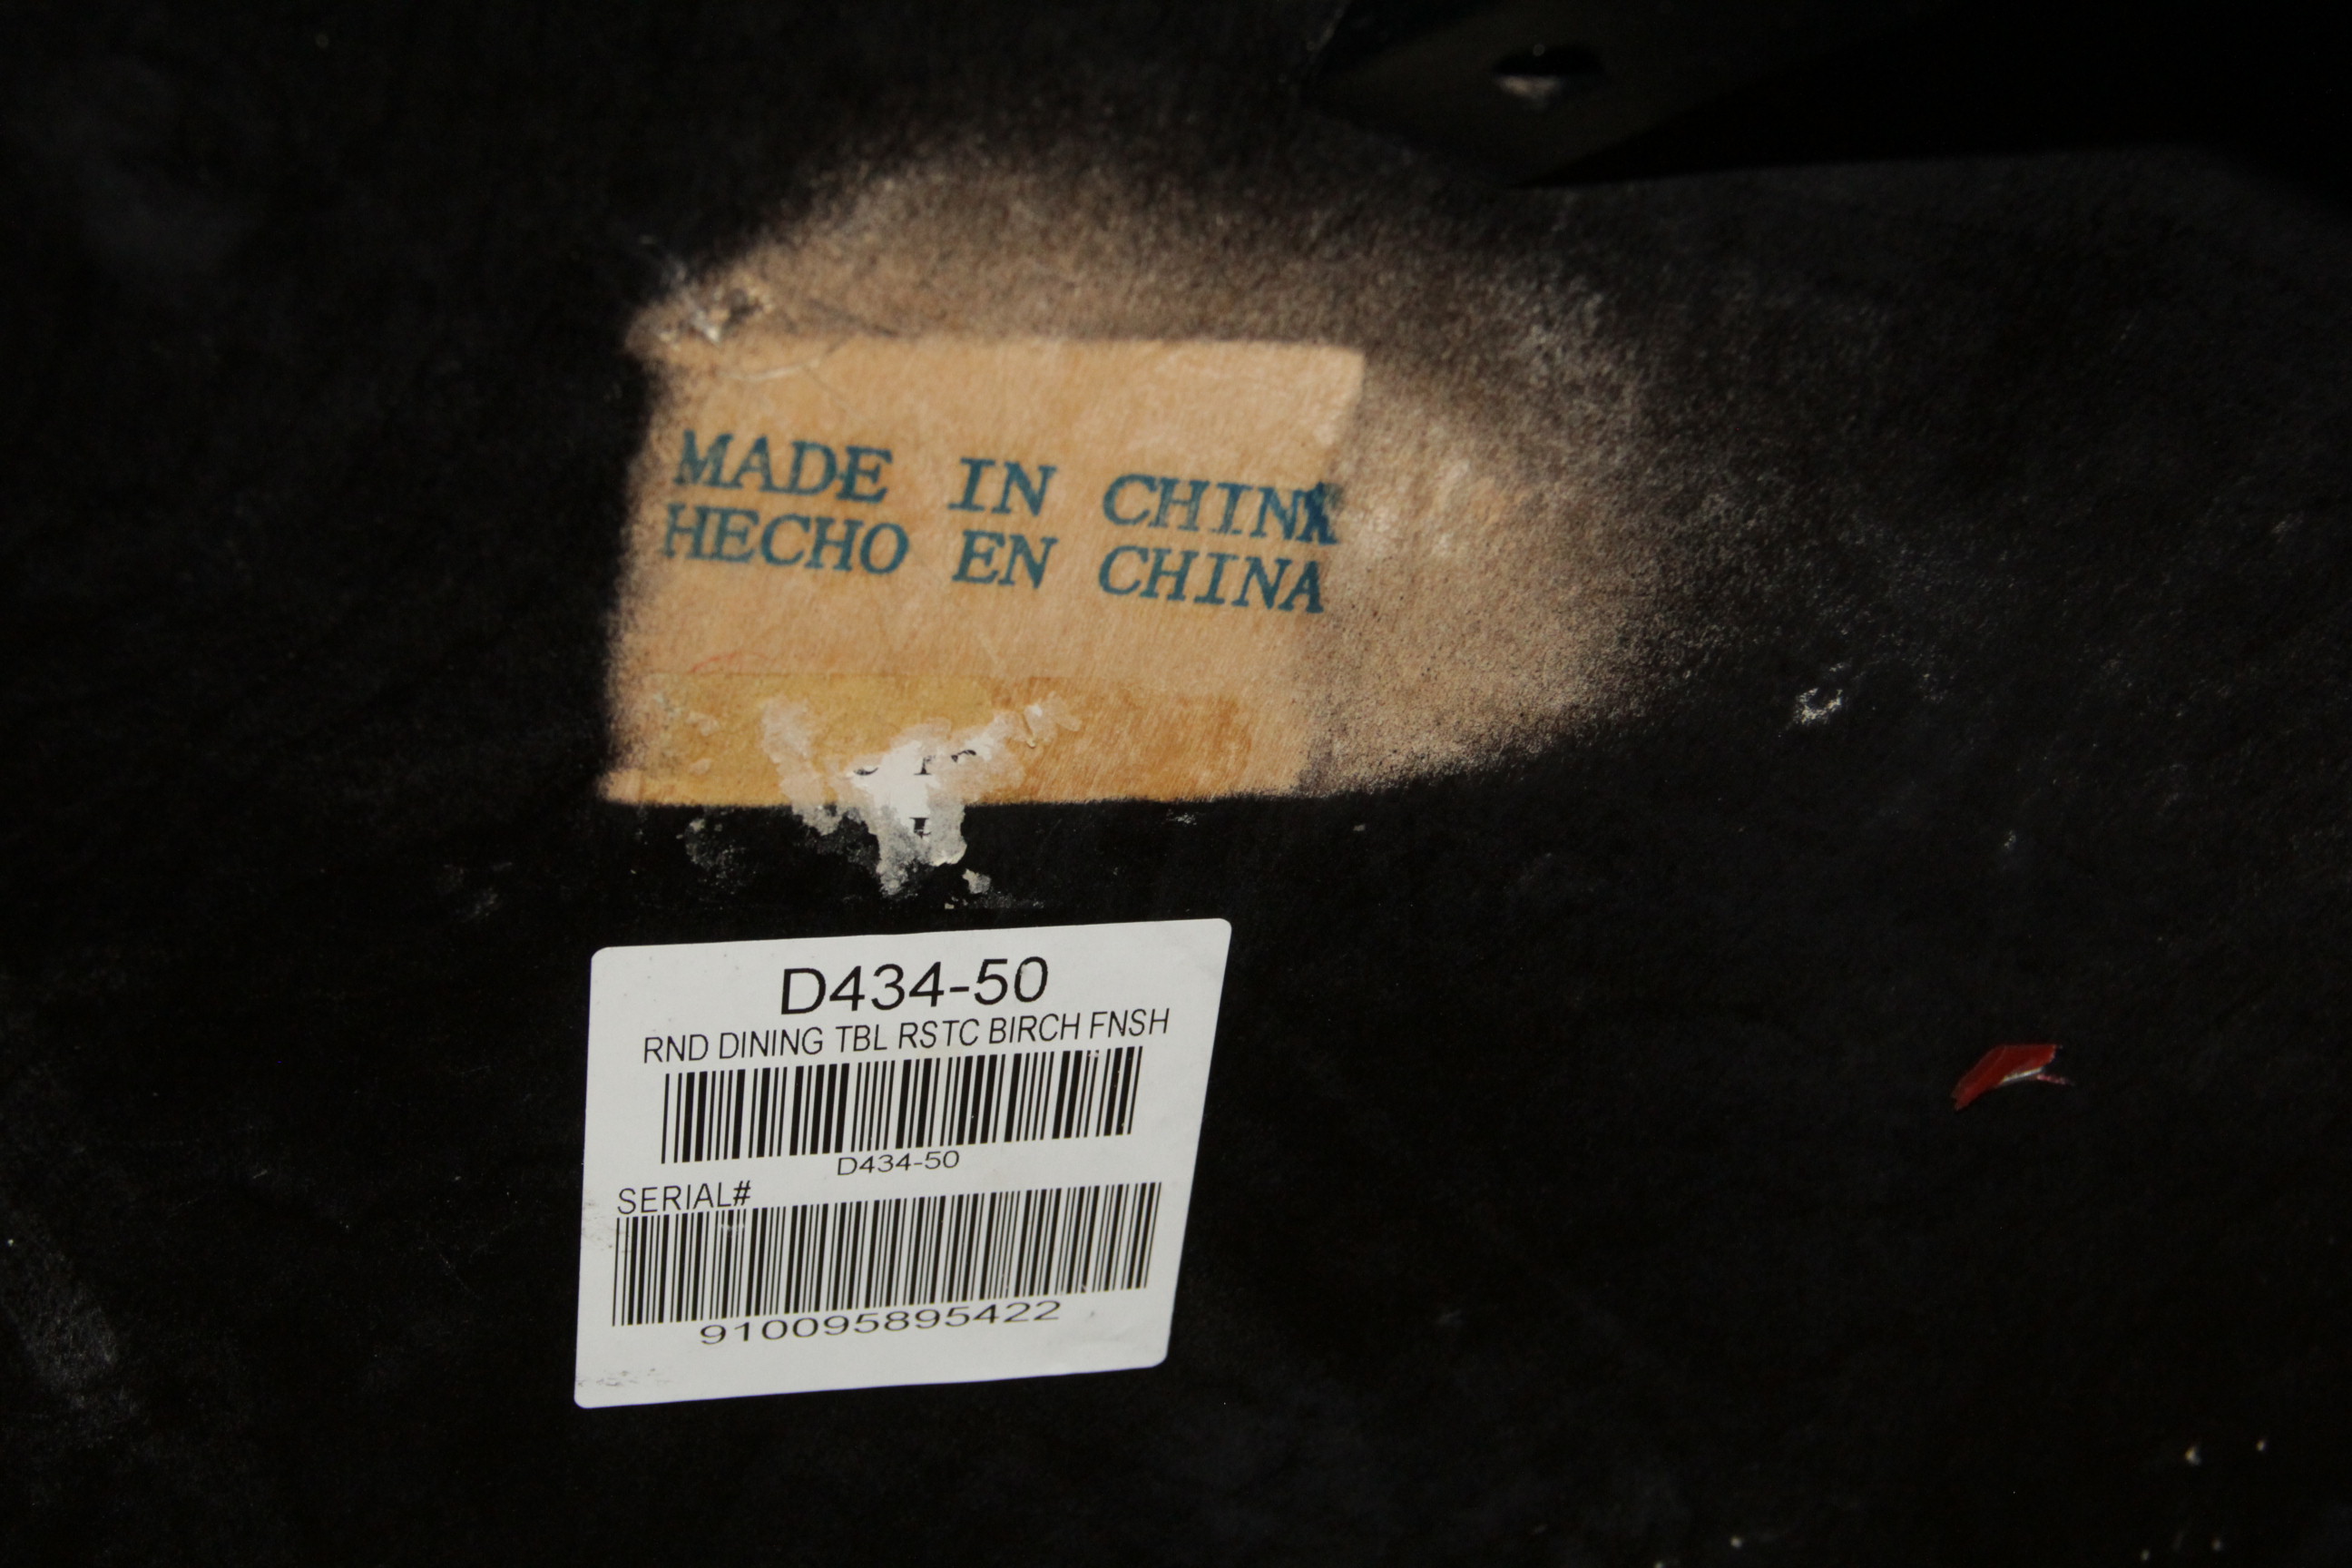 MADE IN CHINA
HECHO EN CHINA
D434-50
RND DINING TBL RSTC BIRCH FNSH
D434-50
SERIAL#
910095895422